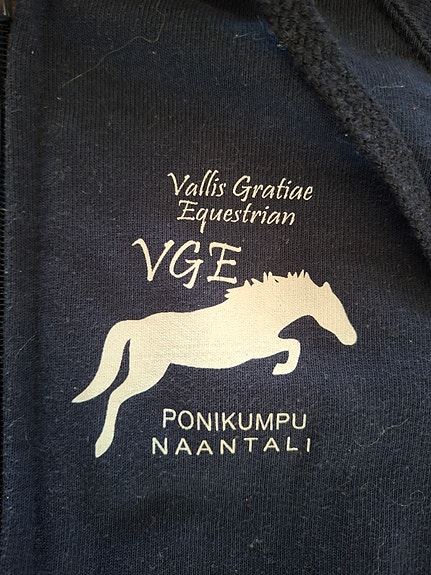 Vallis Gratiae
Equestrian
VGE
PONIKUMPU
NAANTALI